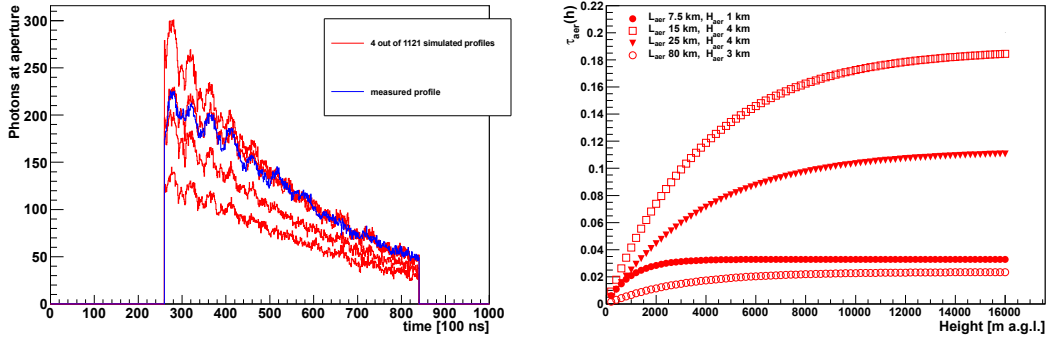 Photons at aperture
300
250
200
150
100
50
0
0 100 200 300 400 500 600 700 800 900 1000
time [100 ns]
4 out of 1121 simulated profiles
measured profile
τaer(h)
0.22
0.2
0.18
0.16
0.14
0.12
0.1
0.08
0.06
0.04
0.02
0
0 2000 4000 6000 8000 10000 12000 14000 16000
Height [m a.g.l.]
Laer 7.5 km, Haer 1 km
Laer 15 km, Haer 4 km
Laer 25 km, Haer 4 km
Laer 80 km, Haer 3 km